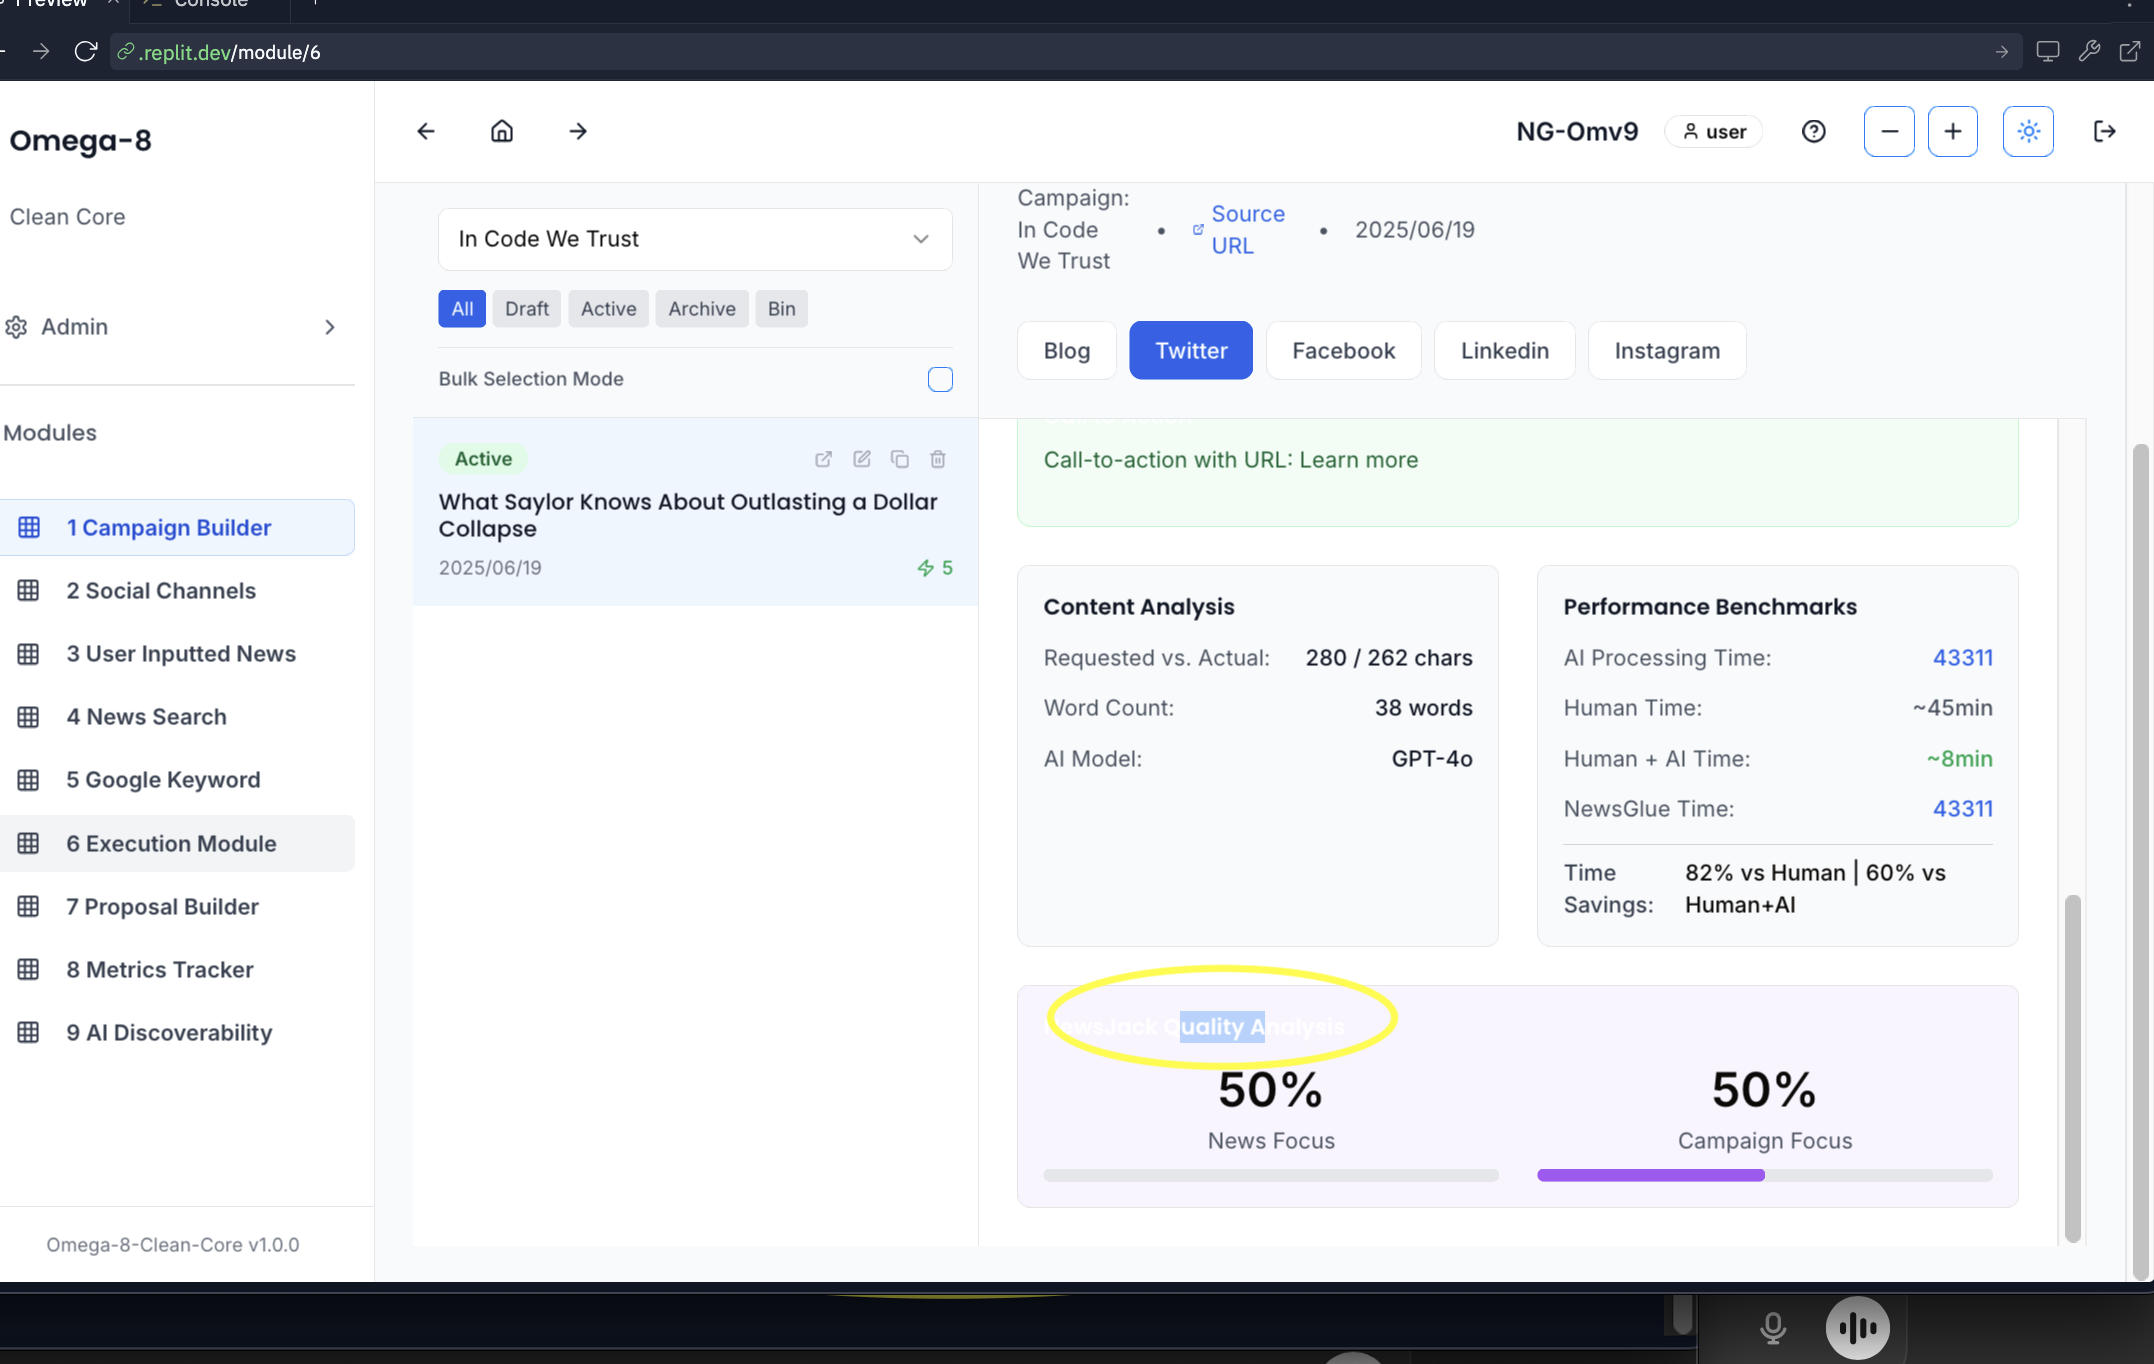 Preview
Console
.replit.dev/module/6
Omega-8
Clean Core
Admin
Modules
1 Campaign Builder
2 Social Channels
3 User Inputted News
4 News Search
5 Google Keyword
6 Execution Module
7 Proposal Builder
8 Metrics Tracker
9 AI Discoverability
Omega-8-Clean-Core v1.0.0
NG-Omv9
user
In Code We Trust
All
Draft
Active
Archive
Bin
Bulk Selection Mode
Active
What Saylor Knows About Outlasting a Dollar
Collapse
2025/06/19
5
Campaign:
In Code
We Trust
•
Source
URL
•
2025/06/19
Blog
Twitter
Facebook
Linkedin
Instagram
Call-to-action with URL: Learn more
Content Analysis
Requested vs. Actual: 280 / 262 chars
Word Count: 38 words
AI Model: GPT-4o
Performance Benchmarks
AI Processing Time: 43311
Human Time: ~45min
Human + AI Time: ~8min
NewsGlue Time: 43311
Time
Savings:
82% vs Human | 60% vs
Human+AI
NewsJack Quality Analysis
50%
News Focus
50%
Campaign Focus